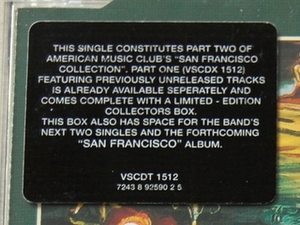 THIS SINGLE CONSTITUTES PART TWO OF
AMERICAN MUSIC CLUB'S "SAN FRANCISCO
COLLECTION". PART ONE (VSCDX 1512)
FEATURING PREVIOUSLY UNRELEASED TRACKS
IS ALREADY AVAILABLE SEPERATELY AND
COMES COMPLETE WITH A LIMITED - EDITION
COLLECTORS BOX.
THIS BOX ALSO HAS SPACE FOR THE BAND'S
NEXT TWO SINGLES AND THE FORTHCOMING
"SAN FRANCISCO" ALBUM.
VSCDT 1512
7243 8 92590 2 5